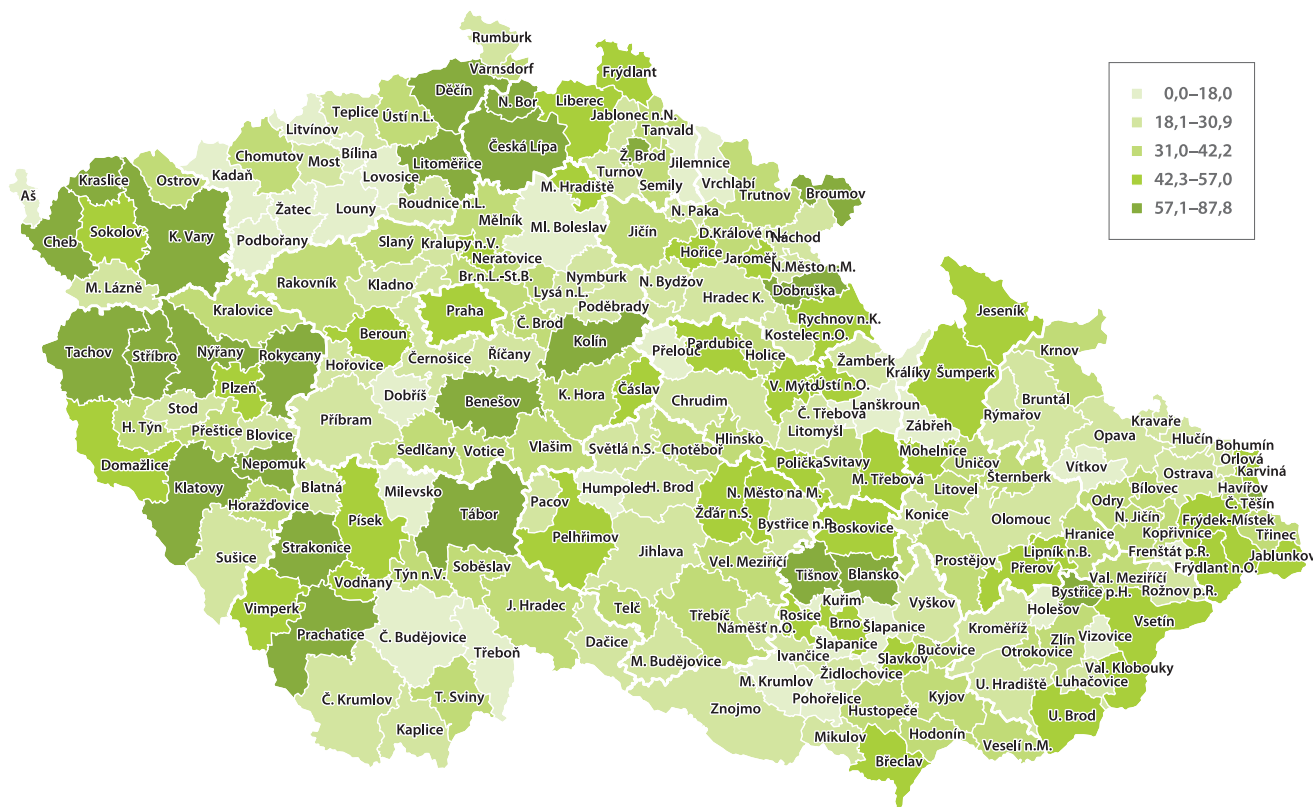 Rumburk
Varnsdorf
Děčín
Frýdlant
N. Bor
Liberec
Teplice
Ústí n.L.
Jablonec n.N.
Litvínov
Tanvald
Česká Lípa
Chomutov
Most
Bílina
Litoměřice
Ž. Brod
Jilemnice
Kadaň
Lovosice
Turnov
Kraslice
Ostrov
M. Hradiště
Semily
Vrchlabí
Trutnov
Broumov
Aš
Žatec
Louny
Roudnice n.L.
N. Paka
Mělník
Sokolov
Cheb
K. Vary
Podbořany
Ml. Boleslav
Jičín
D.Králové n.L.
Náchod
Slaný
Kralupy n.V.
Hořice
Jaroměř
Neratovice
N.Město n.M.
M. Lázně
Rakovník
Kladno
Br.n.L.-St.B.
Nymburk
N. Bydžov
Dobruška
Lysá n.L.
Hradec K.
Kralovice
Praha
Poděbrady
Rychnov n.K.
Jeseník
Beroun
Č. Brod
Kostelec n.O.
Tachov
Stříbro
Nýřany
Rokycany
Kolín
Pardubice
Přelouč
Holice
Krnov
Hořovice
Černošice
Říčany
Žamberk
Králíky
Šumperk
Plzeň
Dobříš
Benešov
K. Hora
Čáslav
V. Mýto
Ústí n.O.
Stod
Chrudim
Lanškroun
Bruntál
Rýmařov
H. Týn
Přeštice
Blovice
Příbram
Č. Třebova
Zábřeh
Kravaře
Hlinsko
Litomyšl
Opava
Hlučín
Bohumín
Sedlčany
Votice
Vlašim
Světlá n.S.
Chotěboř
Mohelnice
Orlová
Domažlice
Nepomuk
Polička
Svitavy
Uničov
Vítkov
Ostrava
Karviná
Klatovy
Blatná
Milevsko
Pacov
Humpolec
H. Brod
N. Město na M.
M. Třebová
Litovel
Šternberk
Bílovec
Havířov
Horažďovice
Písek
Tábor
Žďár n.S.
Odry
Č. Těšín
Bystřice n.P.
Boskovice
Konice
Olomouc
N. Jičín
Frýdek-Místek
Strakonice
Pelhřimov
Hranice
Kopřivnice
Třinec
Sušice
Jihlava
Lipník n.B.
Frenštát p.R.
Jablunkov
Soběslav
Vel. Meziříčí
Prostějov
Přerov
Frýdlant n.O.
Vodňany
Týn n.V.
Tišnov
Blansko
Val. Meziříčí
Bystřice p.H.
Rožnov p.R.
Vimperk
J. Hradec
Telč
Kuřim
Vyškov
Holešov
Vsetín
Prachatice
Třebíč
Rosice
Brno
Šlapanice
Kroměříž
Č. Budějovice
Náměšť n.O.
Zlín
Vizovice
Dačice
Šlapanice
Třeboň
Ivančice
Slavkov
Bučovice
Otrokovice
M. Budějovice
Židlochovice
Val. Klobouky
M. Krumlov
Luhačovice
Č. Krumlov
T. Sviny
Pohořelice
Kyjov
U. Hradiště
Znojmo
Hustopeče
U. Brod
Kaplice
Mikulov
Hodonín
Veselí n.M.
Břeclav
0,0–18,0
18,1–30,9
31,0–42,2
42,3–57,0
57,1–87,8